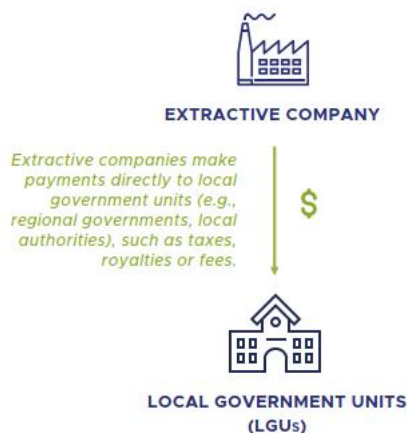 EXTRACTIVE COMPANY
Extractive companies make
payments directly to local
government units (e.g.,
regional governments, local
authorities), such as taxes,
royalties or fees.
$
LOCAL GOVERNMENT UNITS
(LGUs)